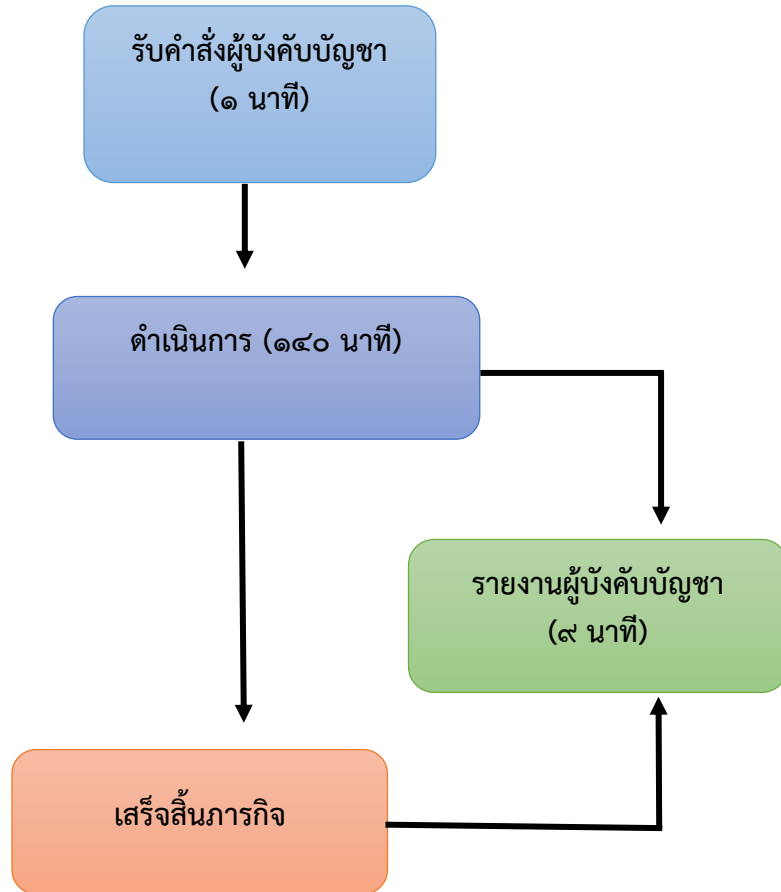 รับคำสั่งผู้บังคับบัญชา
(๑ นาที)
ดำเนินการ (๑๔๐ นาที)
รายงานผู้บังคับบัญชา
(๙ นาที)
เสร็จสิ้นภารกิจ